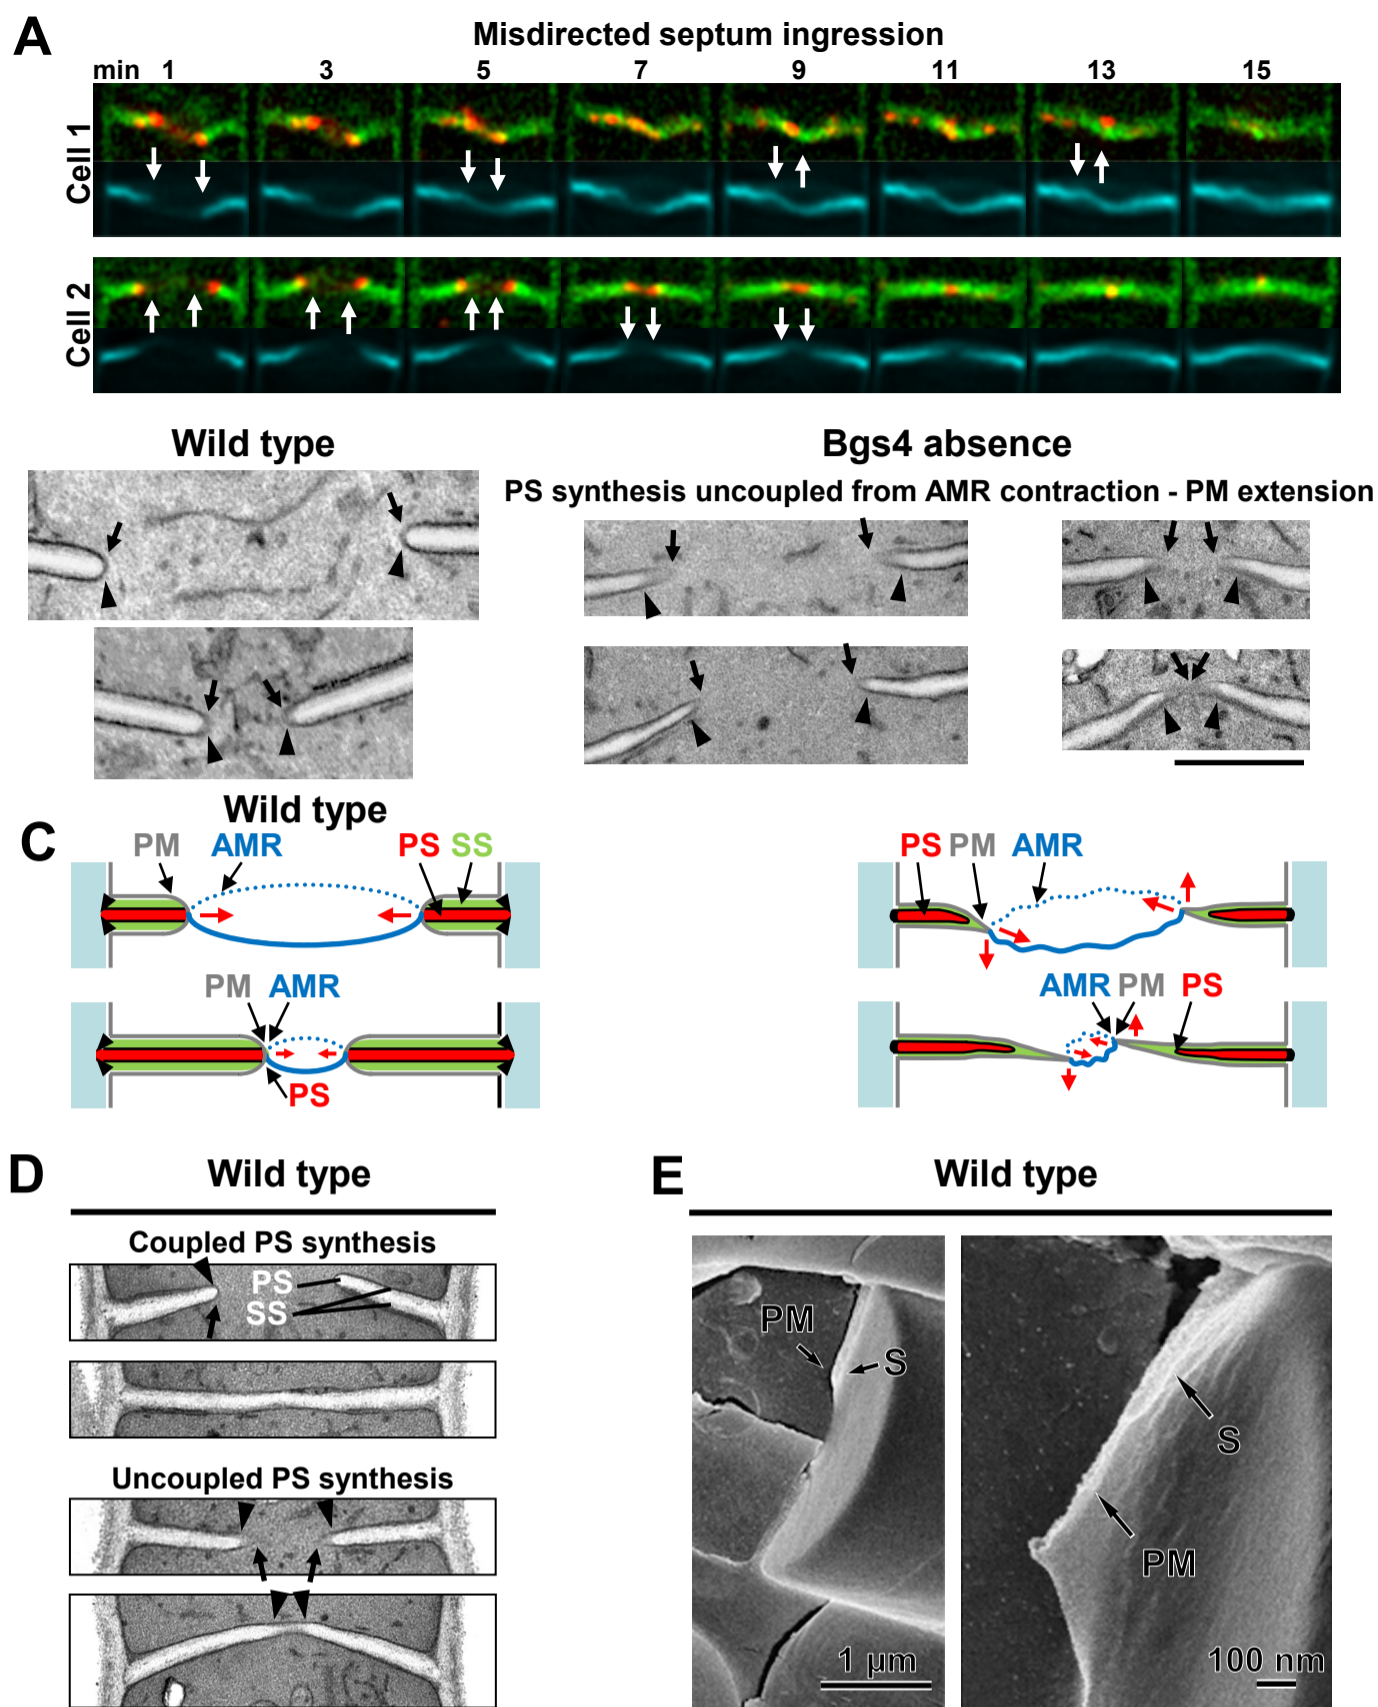 A
Misdirected septum ingression
min 1 3 5 7 9 11 13 15
Cell 1
Cell 2
Wild type
Bgs4 absence
PS synthesis uncoupled from AMR contraction - PM extension
C
Wild type
PM AMR PS SS
PS PM AMR
PM AMR
AMR PM PS
PS
D
Wild type
Coupled PS synthesis
PS
SS
Uncoupled PS synthesis
E
Wild type
PM
S
1 µm
S
PM
100 nm